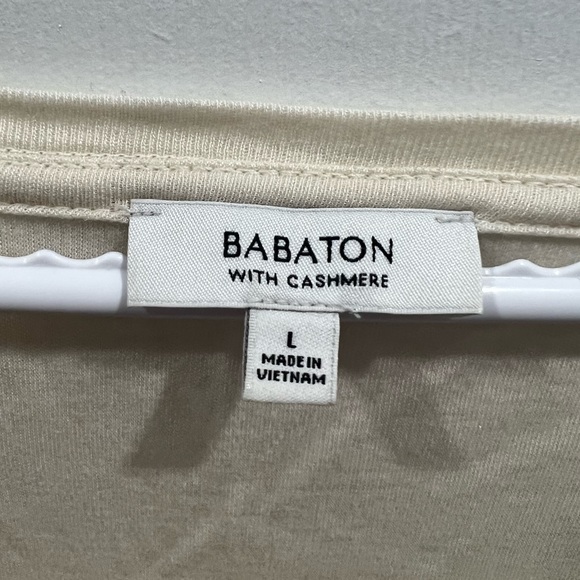 BABATON
WITH CASHMERE
L
MADE IN
VIETNAM